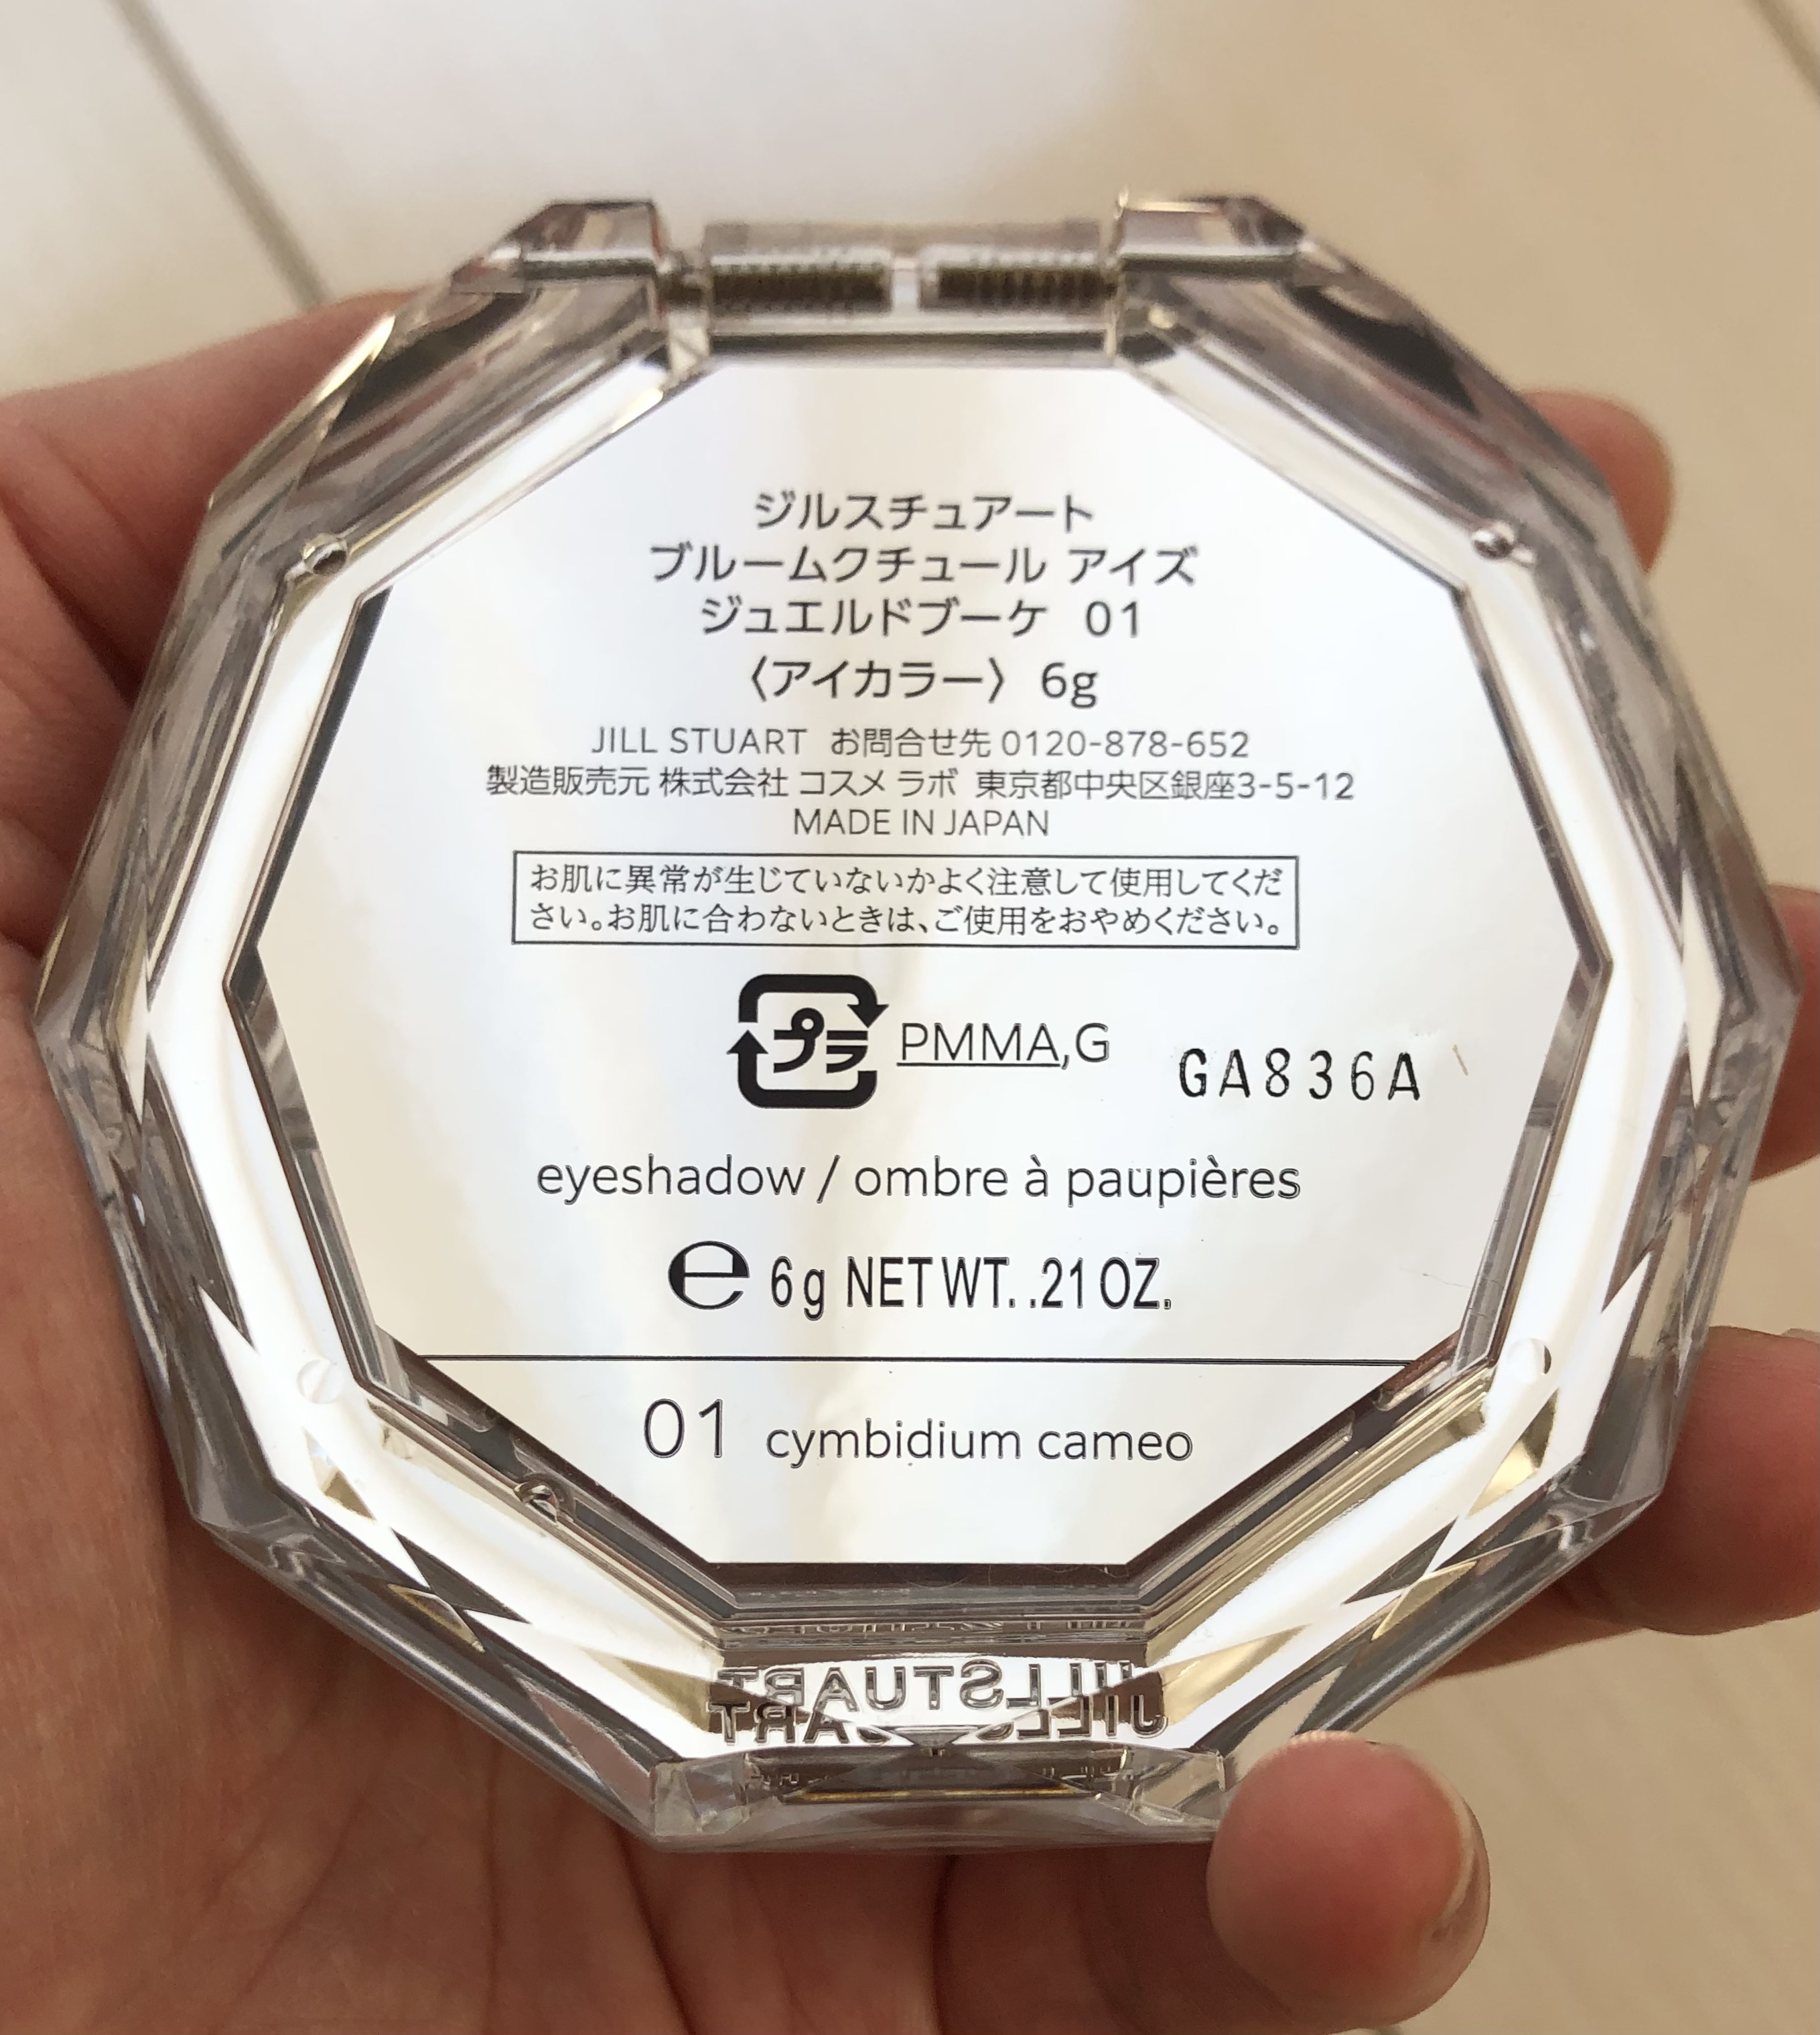 ジルスチュアート
ブルームクチュール アイズ
ジュエルドブーケ 01
〈アイカラー〉 6g
JILL STUART お問合せ先 0120-878-652
製造販売元 株式会社 コスメ ラボ 東京都中央区銀座3-5-12
MADE IN JAPAN
お肌に異常が生じていないかよく注意して使用してくだ
さい。お肌に合わないときは、ご使用をおやめください。
プラ PMMA,G GA836A
eyeshadow / ombre à paupières
℮ 6g NET WT. .21 OZ.
01 cymbidium cameo
JILLSTUART